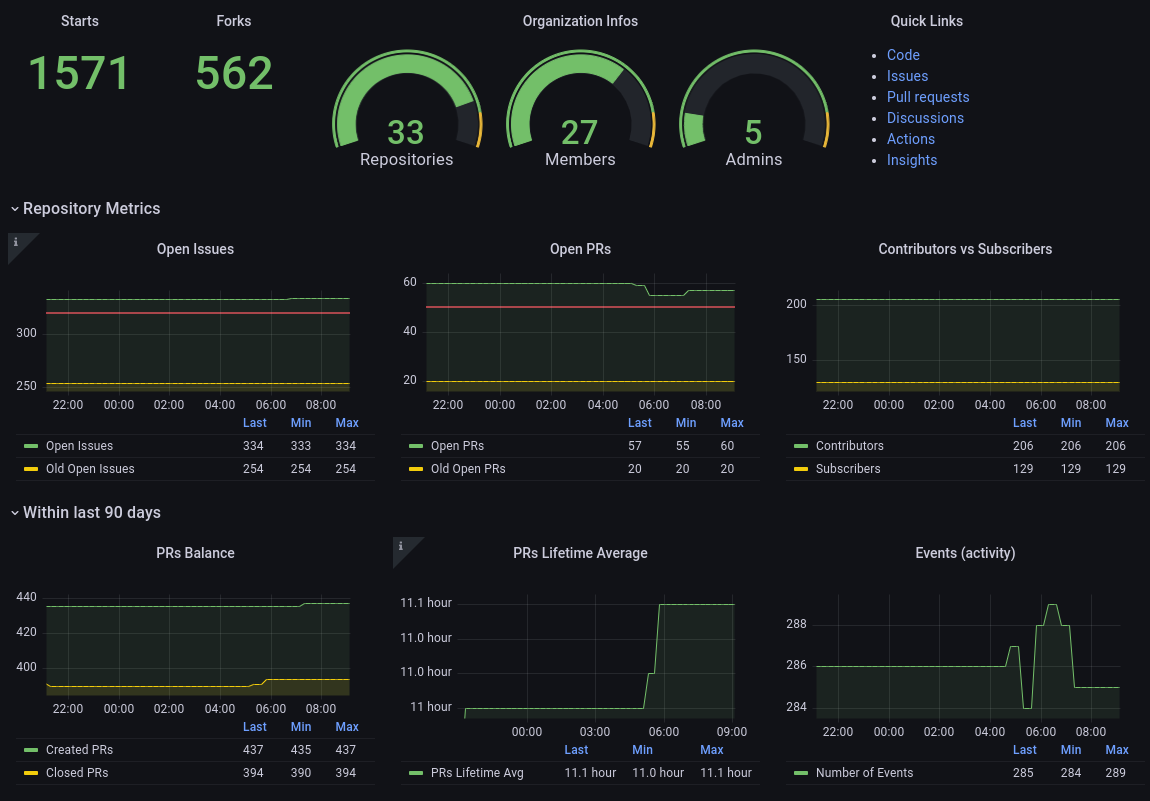 Starts
Forks
Organization Infos
Quick Links
1571
562
33
Repositories
27
Members
5
Admins
Code
Issues
Pull requests
Discussions
Actions
Insights
Repository Metrics
i
Open Issues
300
250
22:00 00:00 02:00 04:00 06:00 08:00
Last Min Max
Open Issues 334 333 334
Old Open Issues 254 254 254
Open PRs
60
40
20
22:00 00:00 02:00 04:00 06:00 08:00
Last Min Max
Open PRs 57 55 60
Old Open PRs 20 20 20
Contributors vs Subscribers
200
150
22:00 00:00 02:00 04:00 06:00 08:00
Last Min Max
Contributors 206 206 206
Subscribers 129 129 129
Within last 90 days
PRs Balance
440
420
400
22:00 00:00 02:00 04:00 06:00 08:00
Last Min Max
Created PRs 437 435 437
Closed PRs 394 390 394
i
PRs Lifetime Average
11.1 hour
11.0 hour
11.0 hour
11 hour
00:00 03:00 06:00 09:00
Last Min Max
PRs Lifetime Avg 11.1 hour 11.0 hour 11.1 hour
Events (activity)
288
286
284
22:00 00:00 02:00 04:00 06:00 08:00
Last Min Max
Number of Events 285 284 289